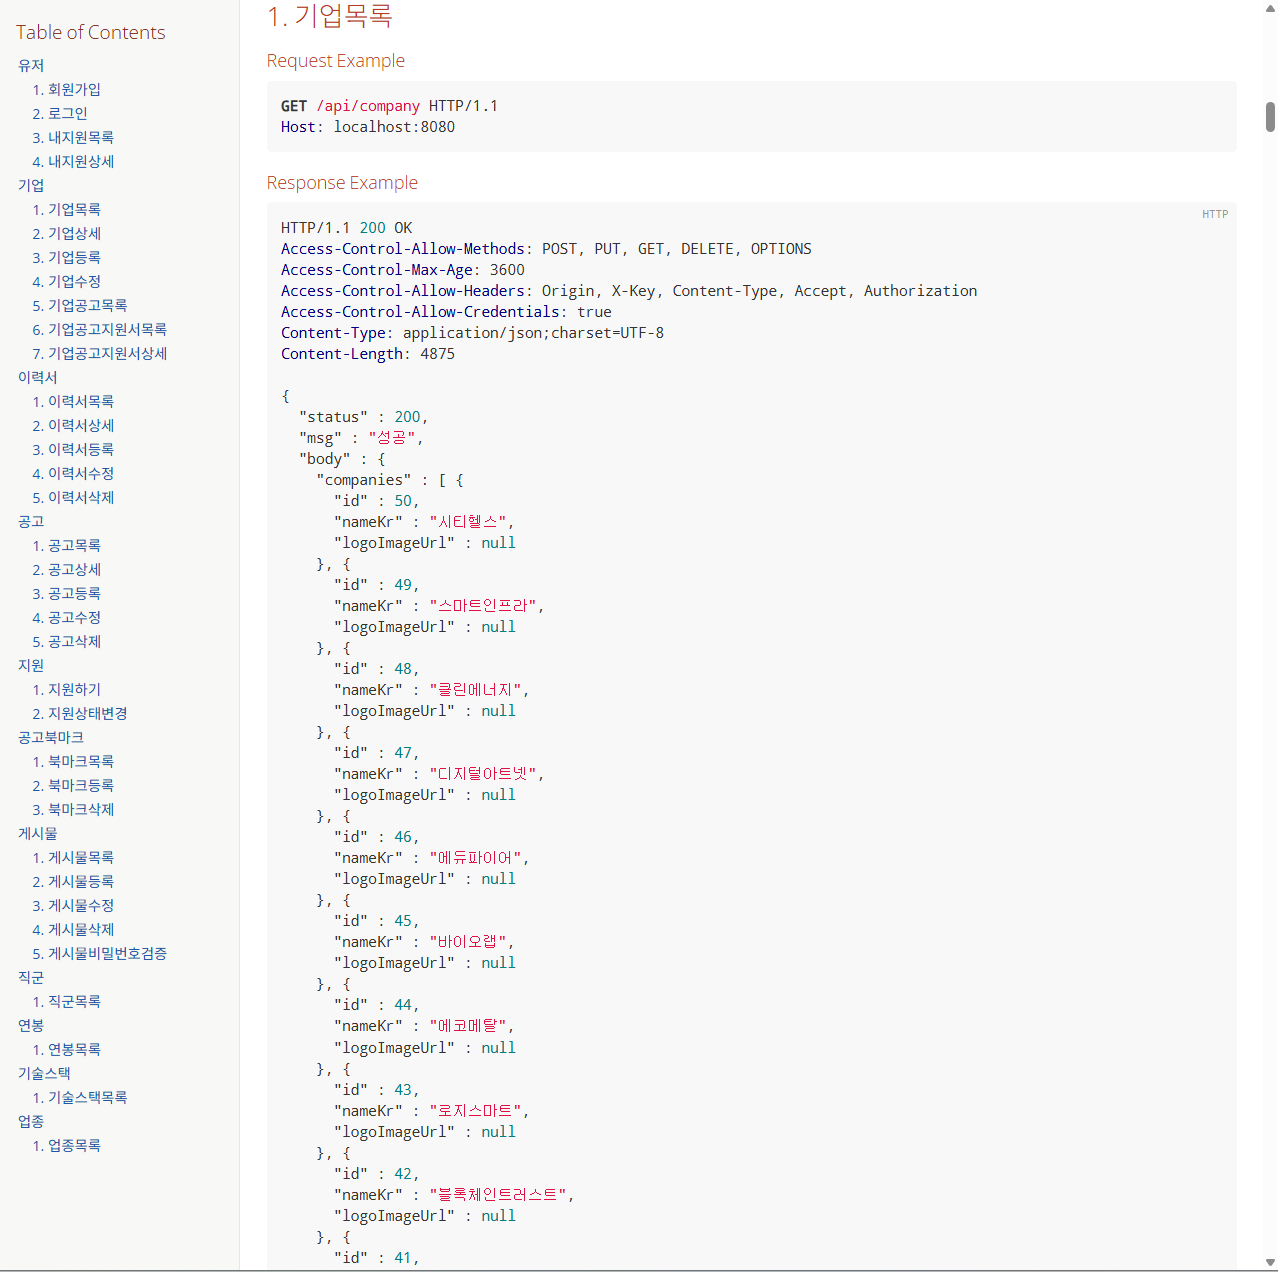 Table of Contents
유저
1. 회원가입
2. 로그인
3. 내지원목록
4. 내지원상세
기업
1. 기업목록
2. 기업상세
3. 기업등록
4. 기업수정
5. 기업공고목록
6. 기업공고지원서목록
7. 기업공고지원서상세
이력서
1. 이력서목록
2. 이력서상세
3. 이력서등록
4. 이력서수정
5. 이력서삭제
공고
1. 공고목록
2. 공고상세
3. 공고등록
4. 공고수정
5. 공고삭제
지원
1. 지원하기
2. 지원상태변경
공고북마크
1. 북마크목록
2. 북마크등록
3. 북마크삭제
게시물
1. 게시물목록
2. 게시물등록
3. 게시물수정
4. 게시물삭제
5. 게시물비밀번호검증
직군
1. 직군목록
연봉
1. 연봉목록
기술스택
1. 기술스택목록
업종
1. 업종목록
1. 기업목록
Request Example
GET /api/company HTTP/1.1
Host: localhost:8080
Response Example
HTTP
HTTP/1.1 200 OK
Access-Control-Allow-Methods: POST, PUT, GET, DELETE, OPTIONS
Access-Control-Max-Age: 3600
Access-Control-Allow-Headers: Origin, X-Key, Content-Type, Accept, Authorization
Access-Control-Allow-Credentials: true
Content-Type: application/json;charset=UTF-8
Content-Length: 4875
{
"status" : 200,
"msg" : "성공",
"body" : {
"companies" : [ {
"id" : 50,
"nameKr" : "시티헬스",
"logoImageUrl" : null
}, {
"id" : 49,
"nameKr" : "스마트인프라",
"logoImageUrl" : null
}, {
"id" : 48,
"nameKr" : "클린에너지",
"logoImageUrl" : null
}, {
"id" : 47,
"nameKr" : "디지털아트넷",
"logoImageUrl" : null
}, {
"id" : 46,
"nameKr" : "에듀파이어",
"logoImageUrl" : null
}, {
"id" : 45,
"nameKr" : "바이오랩",
"logoImageUrl" : null
}, {
"id" : 44,
"nameKr" : "에코메탈",
"logoImageUrl" : null
}, {
"id" : 43,
"nameKr" : "로지스마트",
"logoImageUrl" : null
}, {
"id" : 42,
"nameKr" : "블록체인트러스트",
"logoImageUrl" : null
}, {
"id" : 41,